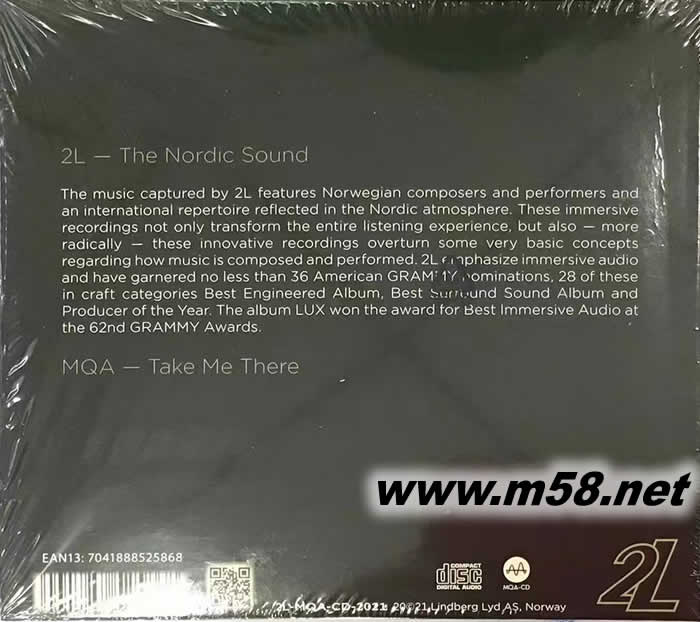 2L — The Nordic Sound
The music captured by 2L features Norwegian composers and performers and
an international repertoire reflected in the Nordic atmosphere. These immersive
recordings not only transform the entire listening experience, but also — more
radically — these innovative recordings overturn some very basic concepts
regarding how music is composed and performed. 2L emphasize immersive audio
and have garnered no less than 36 American GRAMMY nominations, 28 of these
in craft categories Best Engineered Album, Best Surround Sound Album and
Producer of the Year. The album LUX won the award for Best Immersive Audio at
the 62nd GRAMMY Awards.
MQA — Take Me There
www.m58.net
EAN13: 7041888525868
COMPACT
disc
DIGITAL AUDIO
MQA-CD
2L
2L-MQA-CD-2021 20©21 Lindberg Lyd AS, Norway